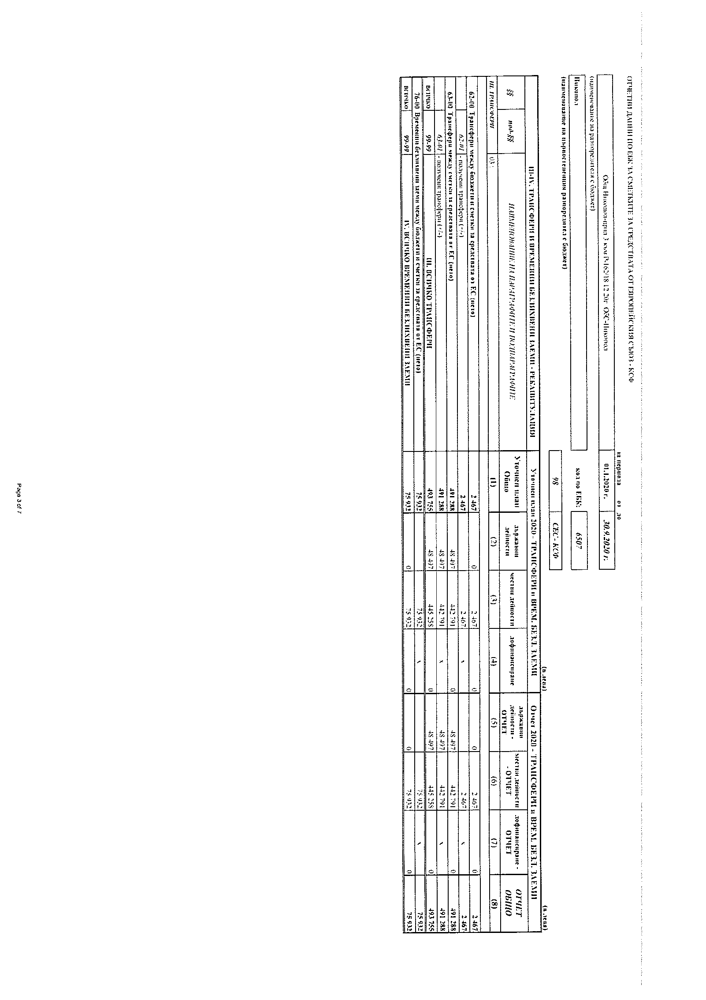 ОТЧЕТНИ ДАННИ ПО ЕБК ЗА СМЕТКИТЕ ЗА СРЕДСТВАТА ОТ ЕВРОПЕЙСКИЯ СЪЮЗ - КСФ
за периода от до
Общ Никопол-прил 3 към Р-162/18 12 20г ОбС-Никопол 01.1.2020 г. 30.9.2020 г.
(наименование на разпоредителя с бюджет)
Никопол код по ЕБК: 6507
(наименование на първостепенния разпоредител с бюджет)
98 СЕС - КСФ
(в лева) (в лева)
III-IV. ТРАНСФЕРИ И ВРЕМЕННИ БЕЗЛИХВЕНИ ЗАЕМИ - РЕКАПИТУЛАЦИЯ Уточнен план 2020 - ТРАНСФЕРИ и ВРЕМ. БЕЗЛ. ЗАЕМИ Отчет 2020 - ТРАНСФЕРИ и ВРЕМ. БЕЗЛ. ЗАЕМИ
§§ под-§§ НАИМЕНОВАНИЕ НА ПАРАГРАФИТЕ И ПОДПАРАГРАФИТЕ Уточнен план Общо държавни дейности местни дейности дофинансиране държавни дейности - ОТЧЕТ местни дейности - ОТЧЕТ дофинансиране - ОТЧЕТ ОТЧЕТ ОБЩО
III. ТРАНСФЕРИ 03 (1) (2) (3) (4) (5) (6) (7) (8)
62-00 Трансфери между бюджети и сметки за средствата от ЕС (нето) 2 467 0 2 467 0 0 2 467 0 2 467
62-01 - получени трансфери (+/-) 2 467 2 467 x 2 467 x 2 467
63-00 Трансфери между сметки за средствата от ЕС (нето) 491 288 48 497 442 791 0 48 497 442 791 0 491 288
63-01 - получени трансфери (+/-) 491 288 48 497 442 791 x 48 497 442 791 x 491 288
всичко 99-99 III. ВСИЧКО ТРАНСФЕРИ 493 755 48 497 445 258 0 48 497 445 258 0 493 755
76-00 Временни безлихвени заеми между бюджети и сметки за средствата от ЕС (нето) 75 932 75 932 x 75 932 x 75 932
всичко 99-99 IV. ВСИЧКО ВРЕМЕННИ БЕЗЛИХВЕНИ ЗАЕМИ 75 932 0 75 932 0 0 75 932 0 75 932
Page 3 of 7